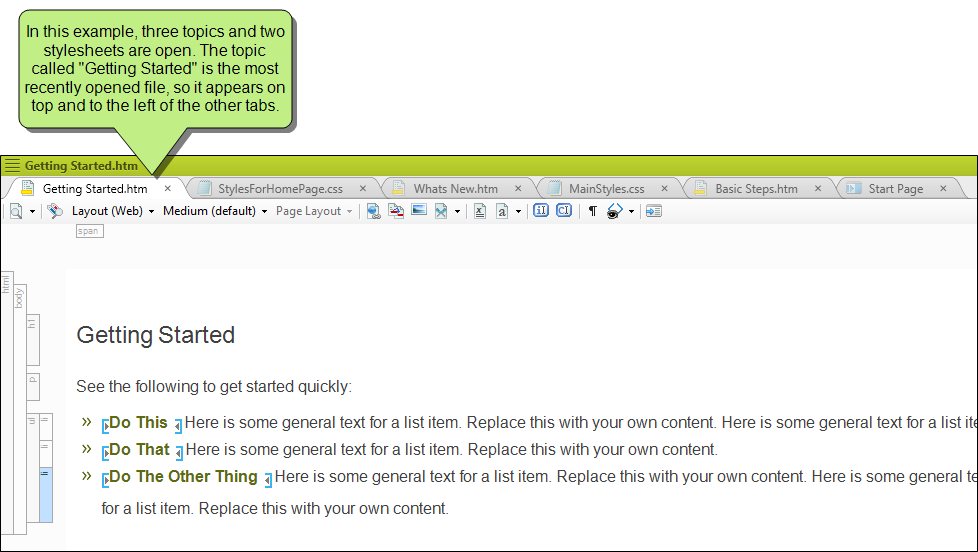 In this example, three topics and two
stylesheets are open. The topic
called "Getting Started" is the most
recently opened file, so it appears on
top and to the left of the other tabs.
Getting Started.htm
Getting Started.htm × StylesForHomePage.css × Whats New.htm × MainStyles.css × Basic Steps.htm × Start Page ×
Layout (Web) Medium (default) Page Layout
span
html
body
h1
p
ul
li
li
li
Getting Started
See the following to get started quickly:
» Do This Here is some general text for a list item. Replace this with your own content. Here is some general text for a list ite
» Do That Here is some general text for a list item. Replace this with your own content.
» Do The Other Thing Here is some general text for a list item. Replace this with your own content. Here is some general te
for a list item. Replace this with your own content.